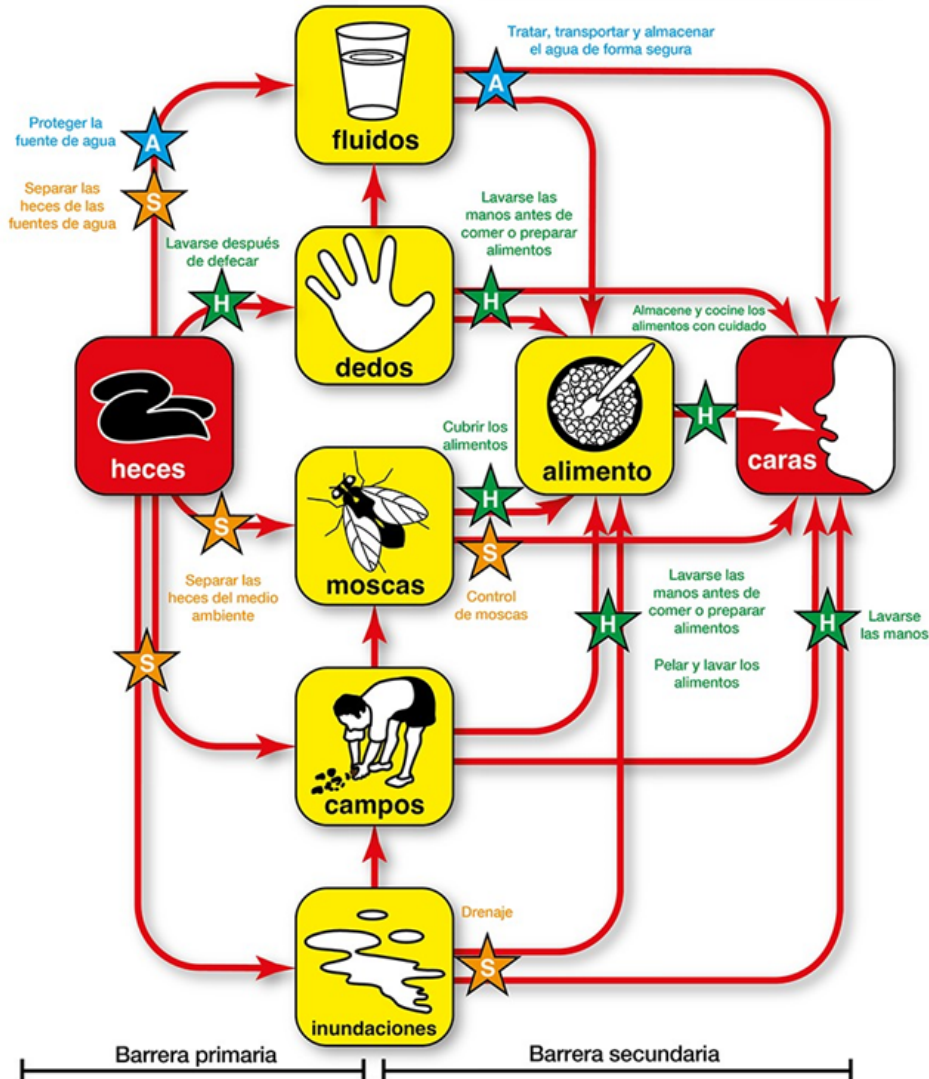 Tratar, transportar y almacenar
el agua de forma segura
A
fluidos
Proteger la
fuente de agua
A
Separar las
heces de las
fuentes de agua
S
Lavarse después
de defecar
H
Lavarse las
manos antes de
comer o preparar
alimentos
H
dedos
Almacene y cocine los
alimentos con cuidado
heces
alimento
H
caras
Cubrir los
alimentos
H
S
moscas
S
Control
de moscas
Separar las
heces del medio
ambiente
S
Lavarse las
manos antes de
comer o preparar
alimentos
Pelar y lavar los
alimentos
H
H
Lavarse
las manos
campos
Drenaje
S
inundaciones
Barrera primaria
Barrera secundaria